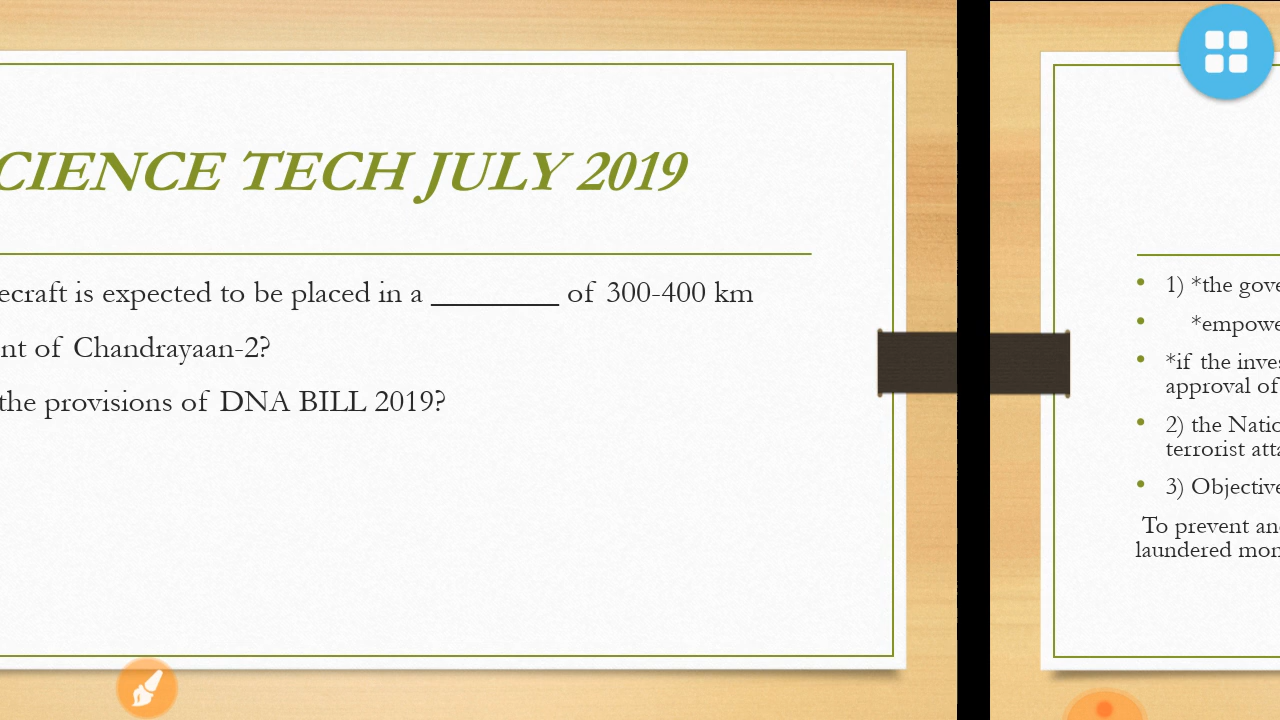 CIENCE TECH JULY 2019
ecraft is expected to be placed in a ________ of 300-400 km
nt of Chandrayaan-2?
the provisions of DNA BILL 2019?
• 1) *the gove
• *empowe
• *if the inves
approval of
• 2) the Natio
terrorist atta
• 3) Objective
To prevent an
laundered mon